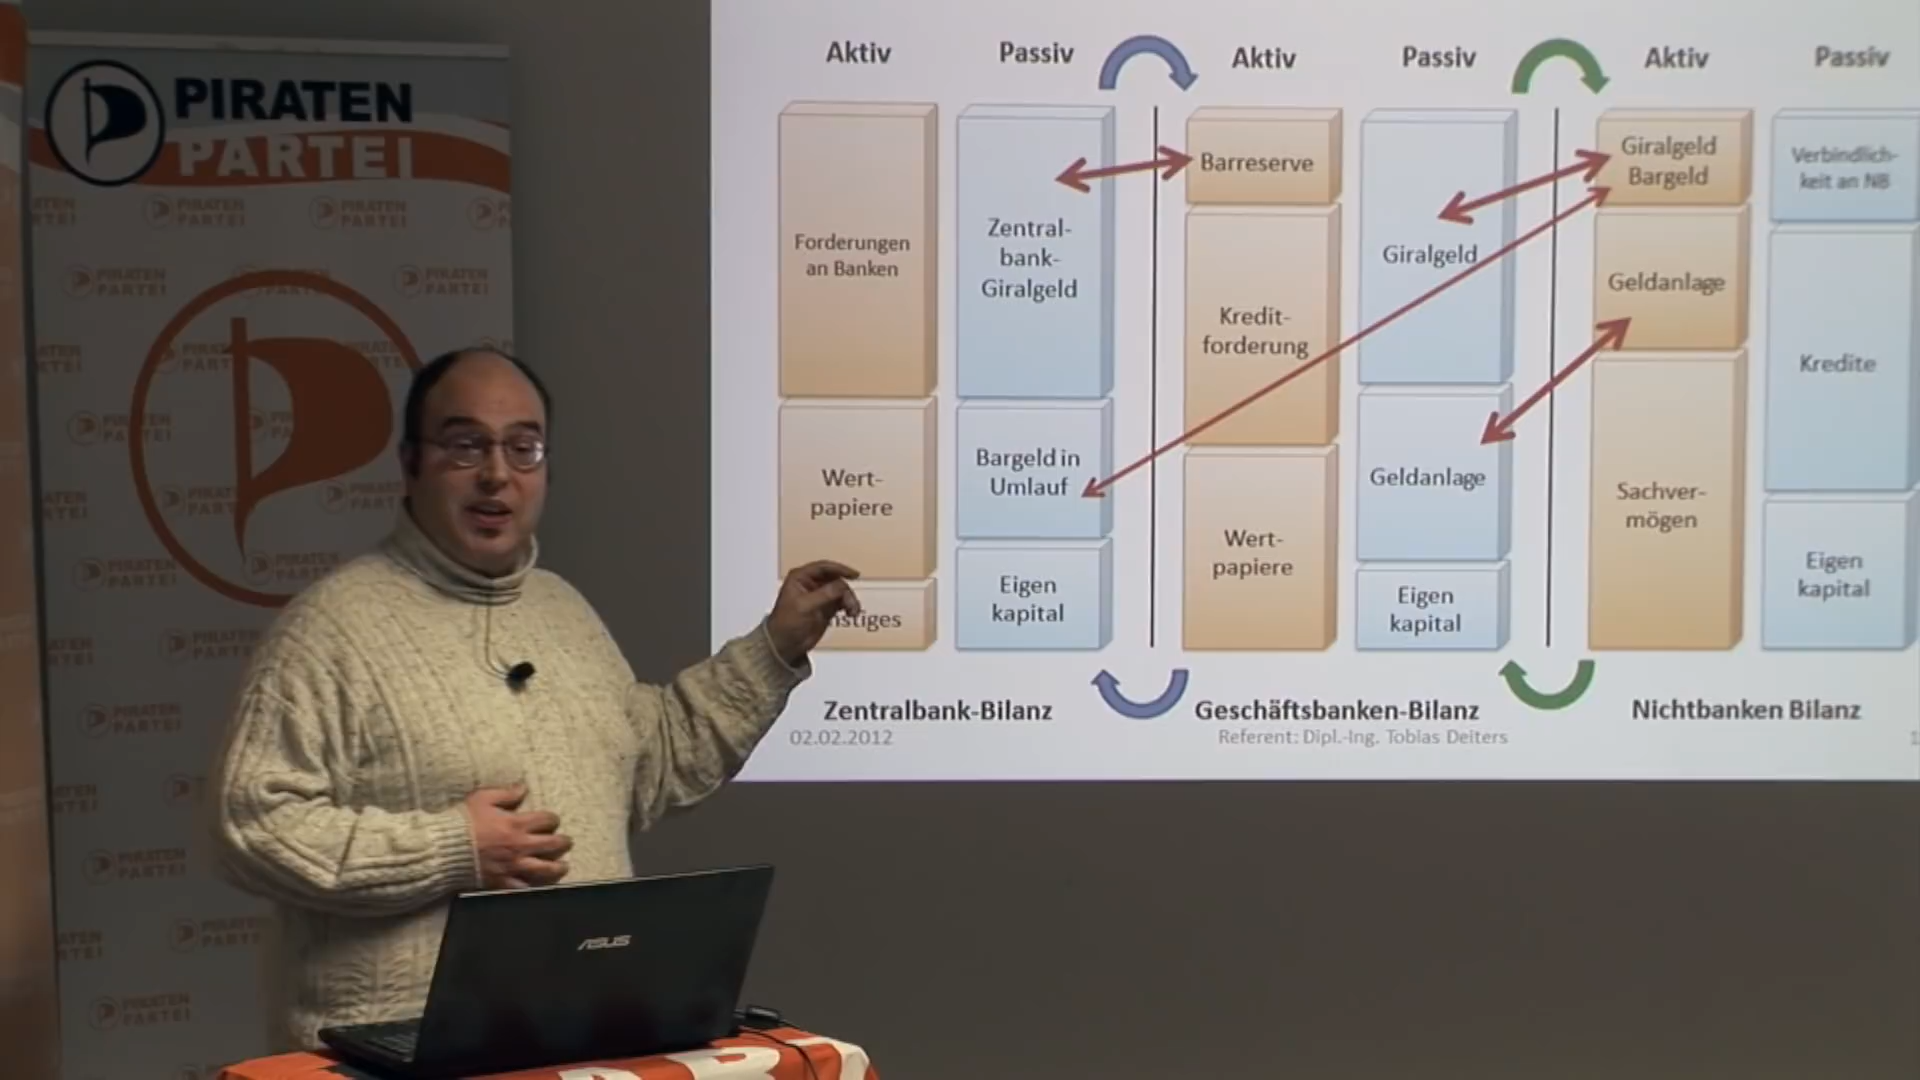 PIRATEN
PARTEI
Aktiv
Passiv
Aktiv
Passiv
Aktiv
Passiv
Forderungen
an Banken
Wert-
papiere
nstiges
Zentral-
bank-
Giralgeld
Bargeld in
Umlauf
Eigen
kapital
Barreserve
Kredit-
forderung
Wert-
papiere
Giralgeld
Geldanlage
Eigen
kapital
Giralgeld
Bargeld
Geldanlage
Sachver-
mögen
Verbindlich-
keit an NB
Kredite
Eigen
kapital
Zentralbank-Bilanz
Geschäftsbanken-Bilanz
Nichtbanken Bilanz
02.02.2012
Referent: Dipl.-Ing. Tobias Deiters
ASUS